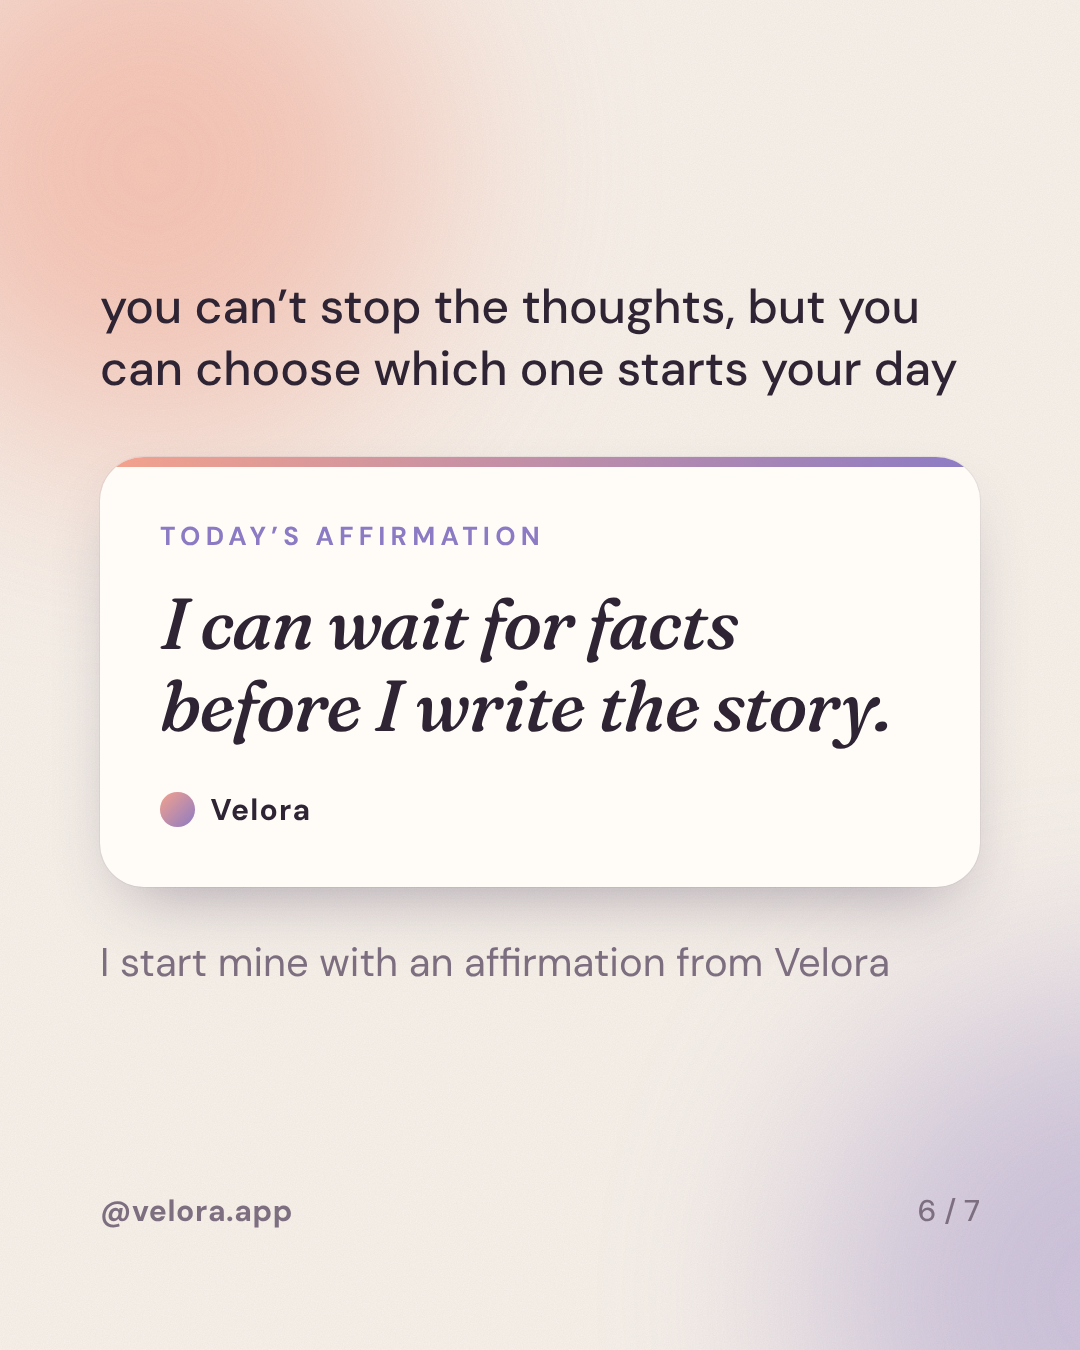 you can’t stop the thoughts, but you
can choose which one starts your day
TODAY’S AFFIRMATION
I can wait for facts
before I write the story.
Velora
I start mine with an affirmation from Velora
@velora.app
6 / 7